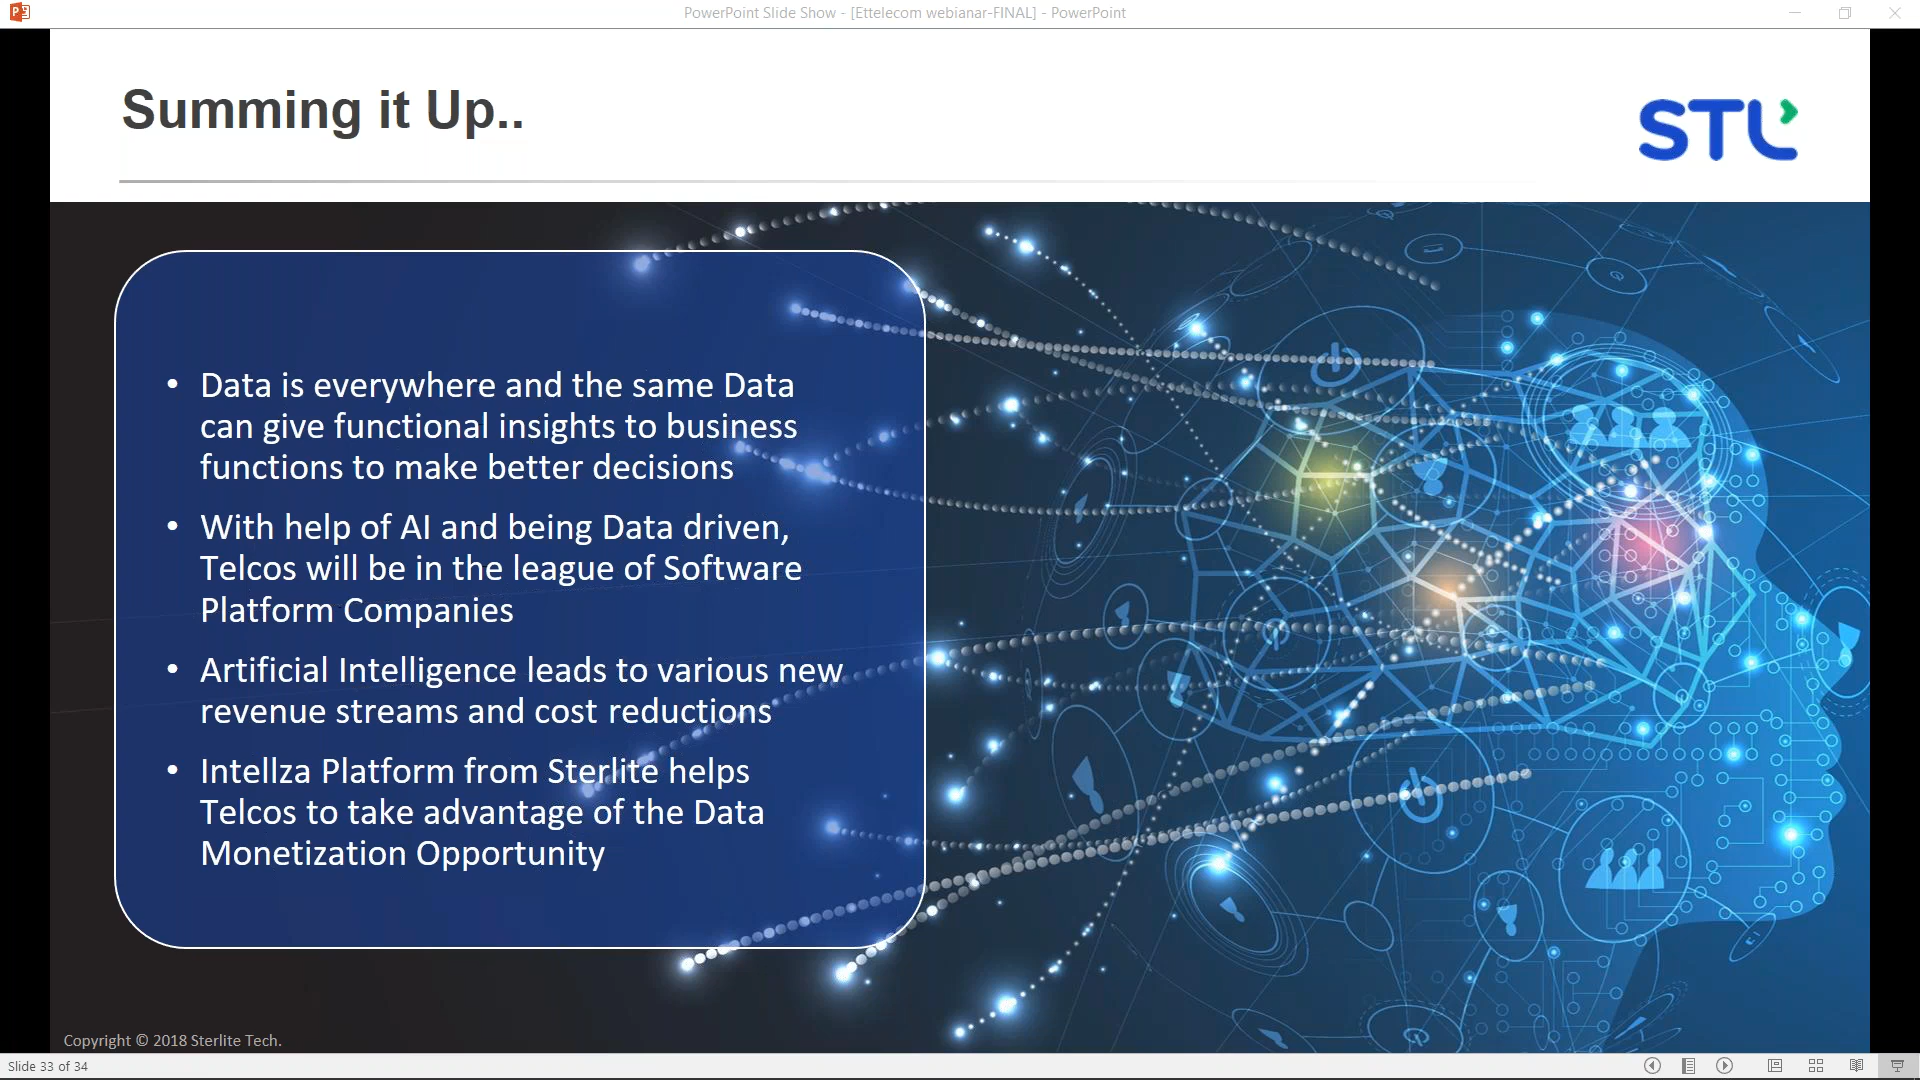 PowerPoint Slide Show - [Ettelecom webianar-FINAL] - PowerPoint
Summing it Up..
STL
• Data is everywhere and the same Data
can give functional insights to business
functions to make better decisions
• With help of AI and being Data driven,
Telcos will be in the league of Software
Platform Companies
• Artificial Intelligence leads to various new
revenue streams and cost reductions
• Intellza Platform from Sterlite helps
Telcos to take advantage of the Data
Monetization Opportunity
Copyright © 2018 Sterlite Tech.
Slide 33 of 34